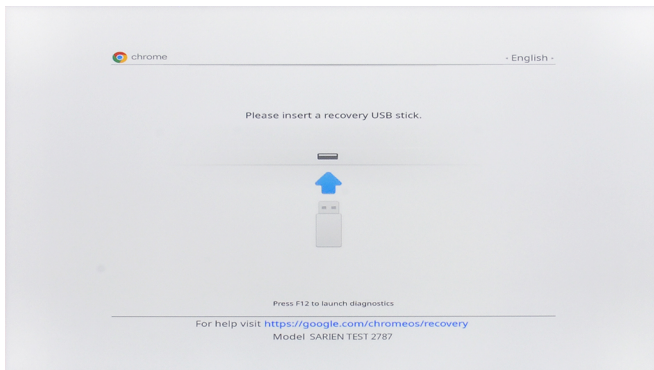 chrome
- English -
Please insert a recovery USB stick.
Press F12 to launch diagnostics
For help visit https://google.com/chromeos/recovery
Model SARIEN TEST 2787